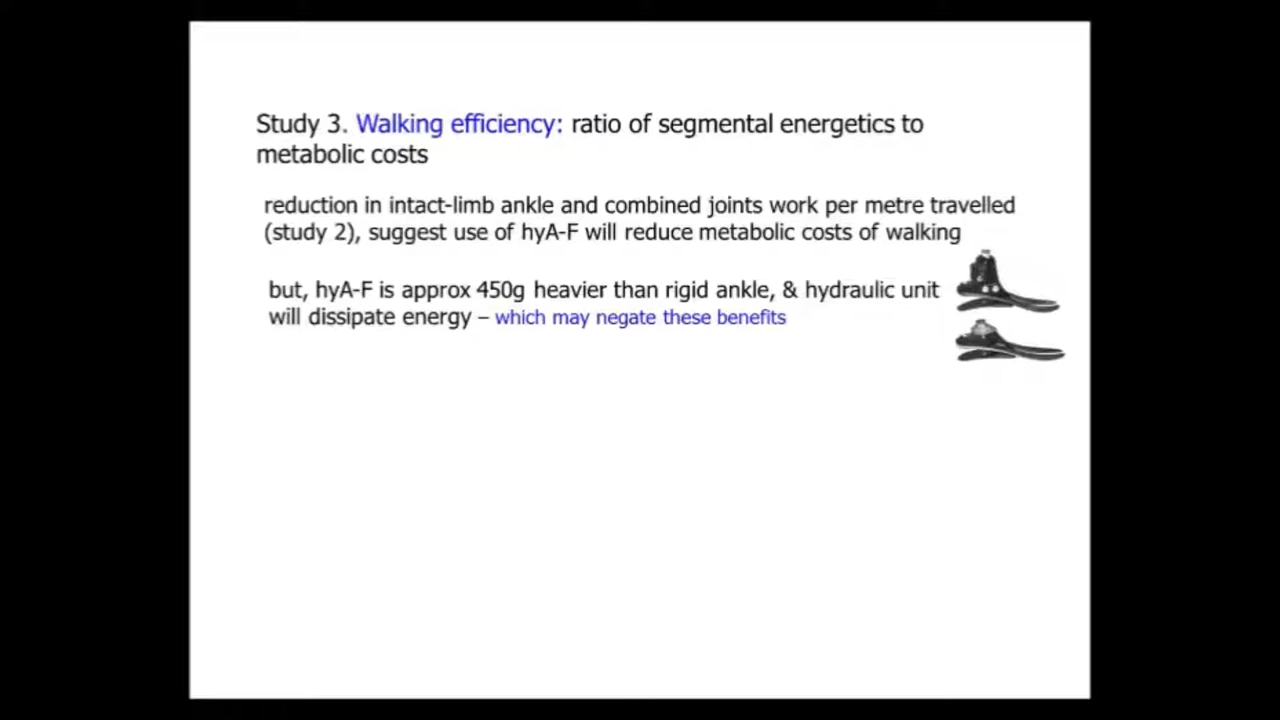 Study 3. Walking efficiency: ratio of segmental energetics to
metabolic costs
reduction in intact-limb ankle and combined joints work per metre travelled
(study 2), suggest use of hyA-F will reduce metabolic costs of walking
but, hyA-F is approx 450g heavier than rigid ankle, & hydraulic unit
will dissipate energy – which may negate these benefits